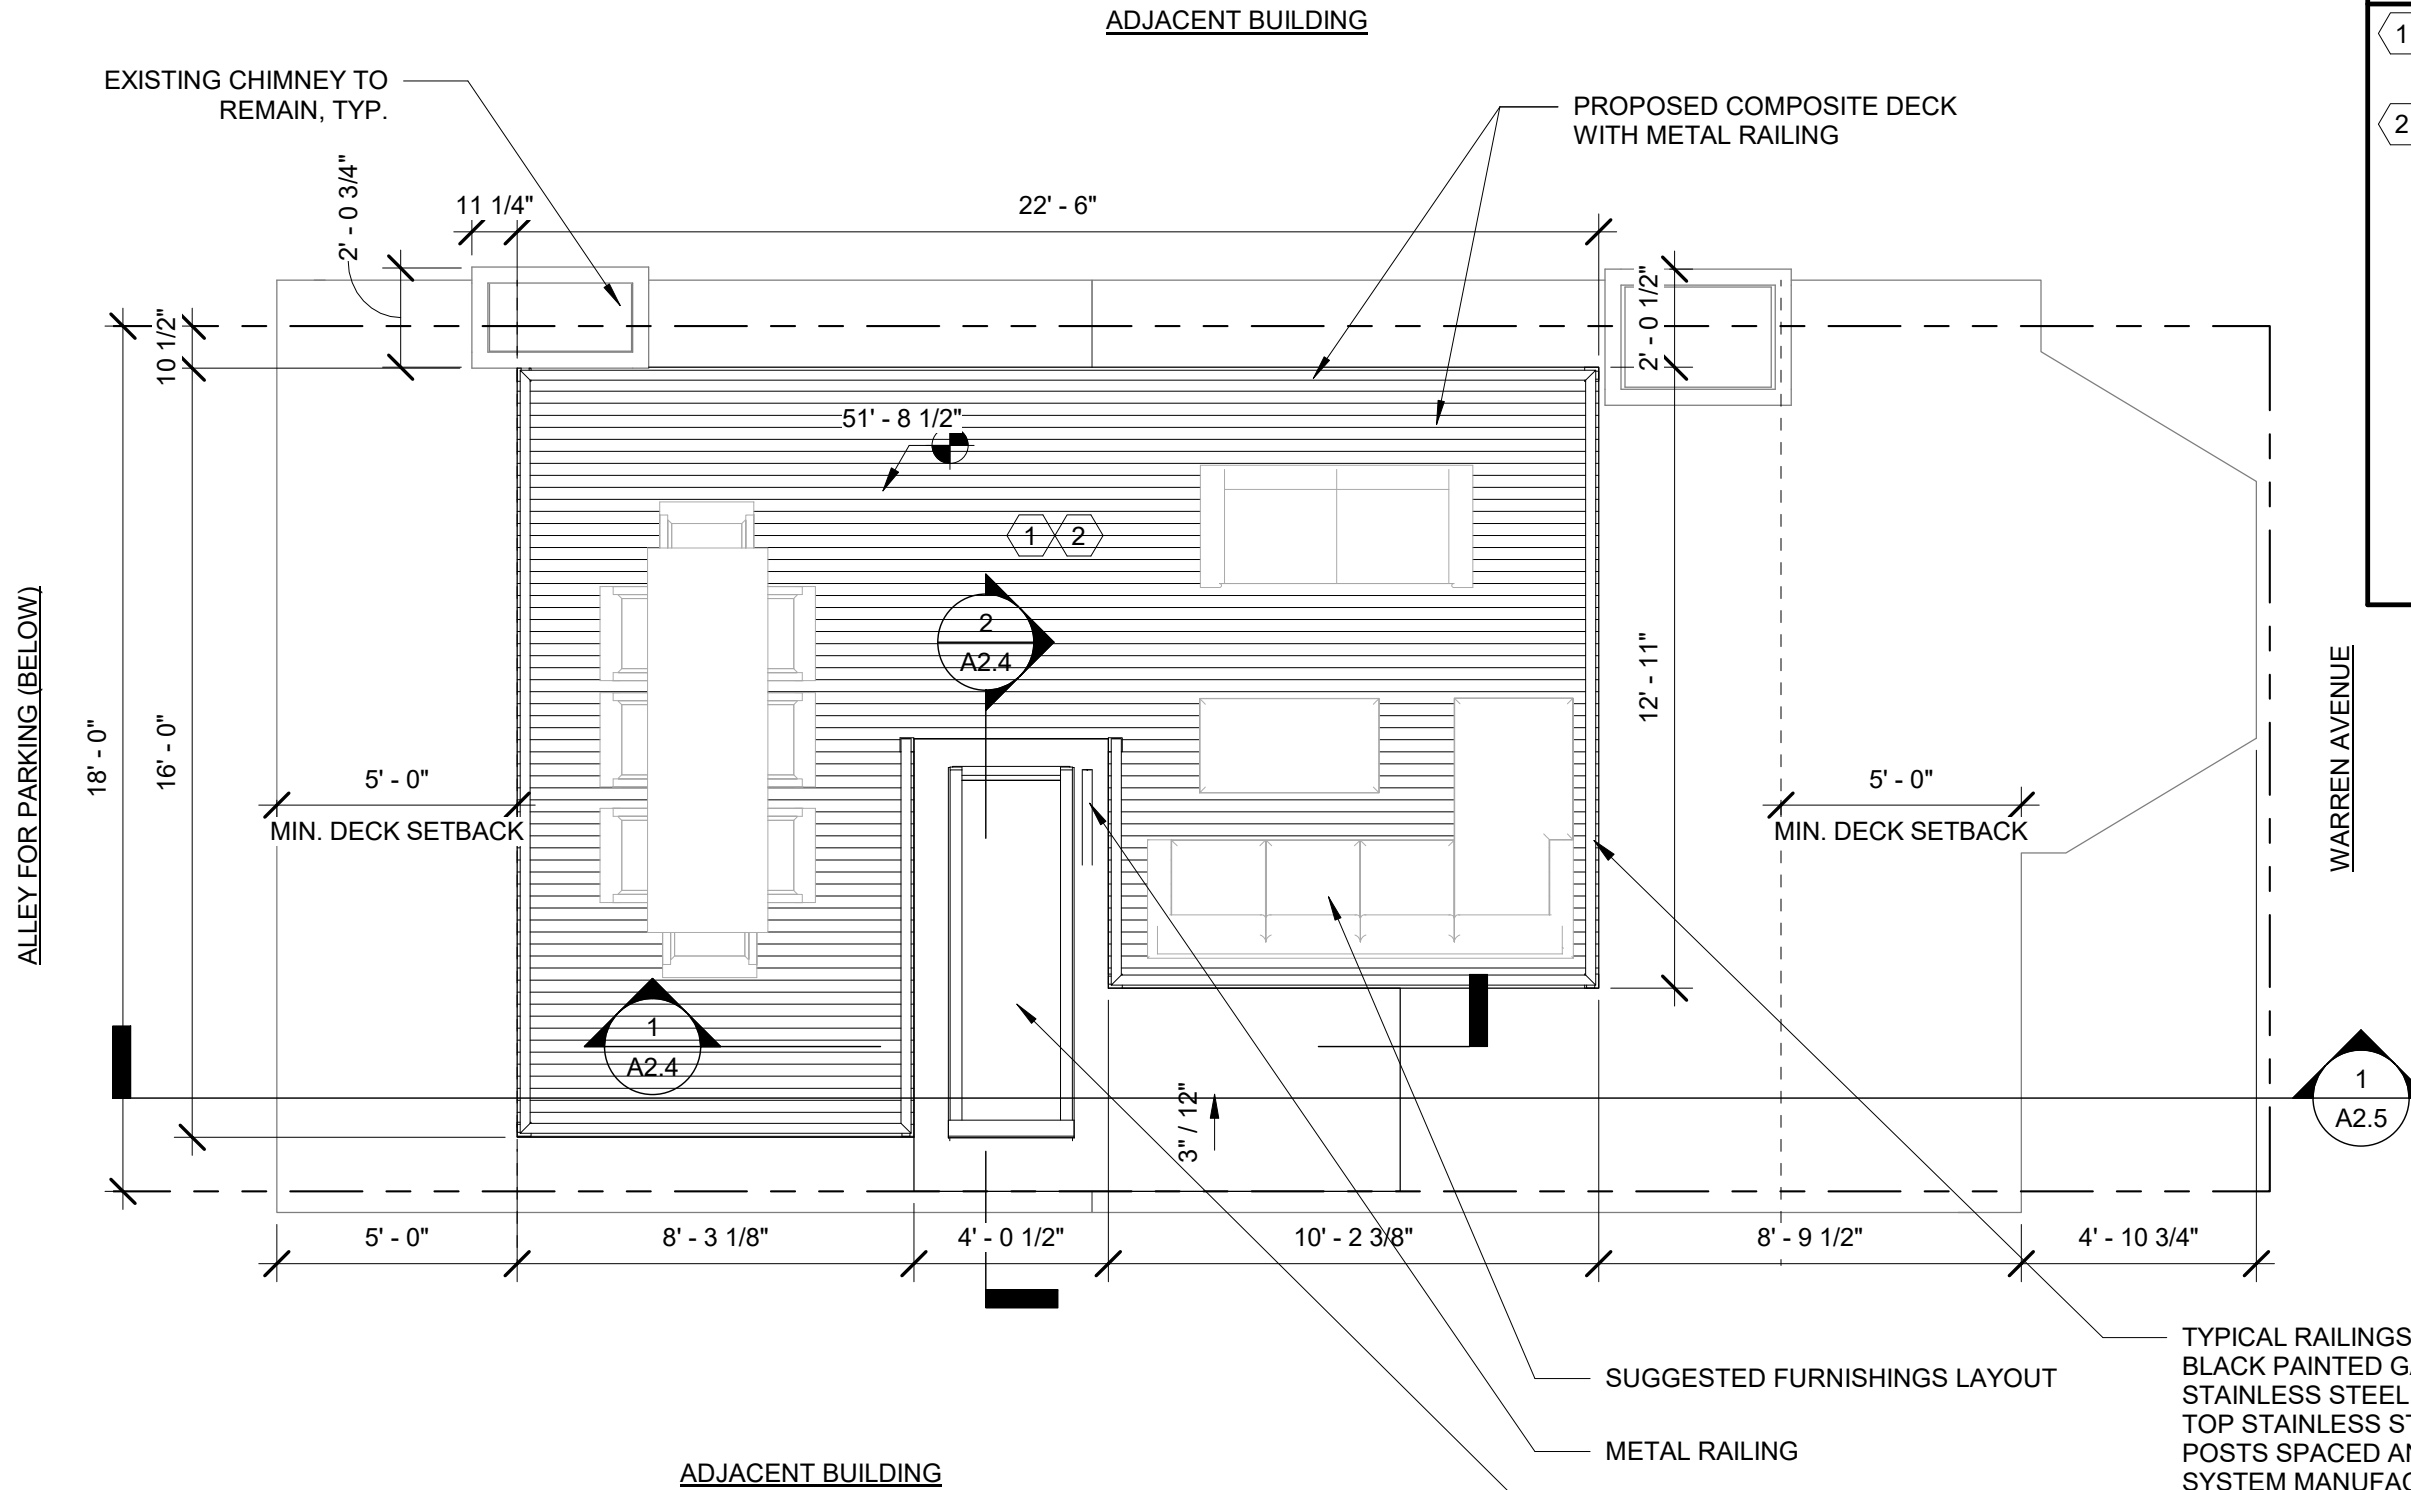 ADJACENT BUILDING
1
2
EXISTING CHIMNEY TO
REMAIN, TYP.
PROPOSED COMPOSITE DECK
WITH METAL RAILING
2' - 0 3/4"
11 1/4"
22' - 6"
10 1/2"
2' - 0 1/2"
51' - 8 1/2"
1
2
2
A2.4
12' - 11"
ALLEY FOR PARKING (BELOW)
18' - 0"
16' - 0"
5' - 0"
MIN. DECK SETBACK
5' - 0"
MIN. DECK SETBACK
WARREN AVENUE
1
A2.4
3" / 12"
1
A2.5
5' - 0"
8' - 3 1/8"
4' - 0 1/2"
10' - 2 3/8"
8' - 9 1/2"
4' - 10 3/4"
SUGGESTED FURNISHINGS LAYOUT
METAL RAILING
ADJACENT BUILDING
TYPICAL RAILINGS
BLACK PAINTED
STAINLESS STEEL
TOP STAINLESS
POSTS SPACED
SYSTEM